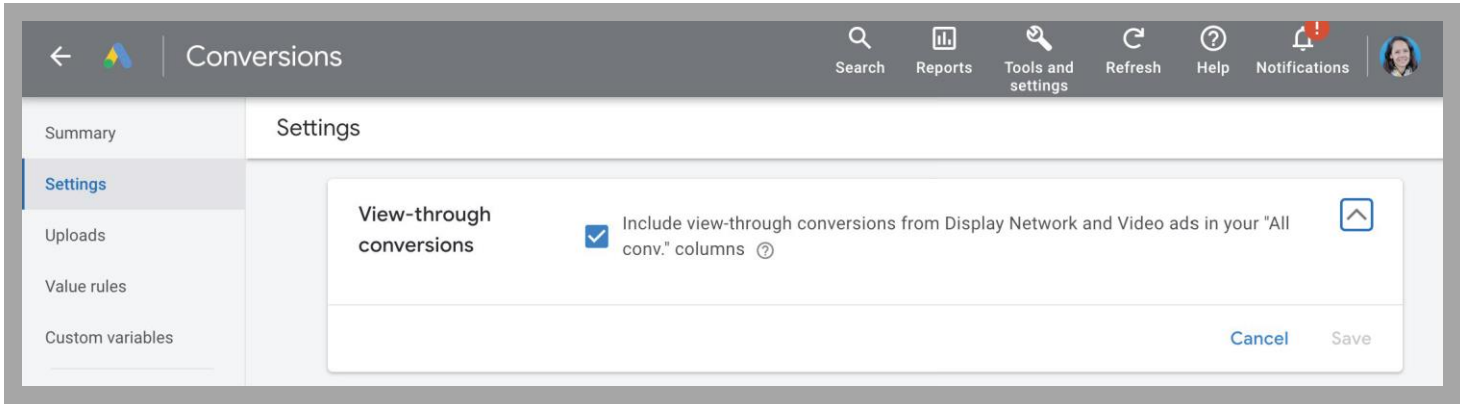 Conversions
Search
Reports
Tools and
settings
Refresh
Help
Notifications
!
Summary
Settings
Uploads
Value rules
Custom variables
Settings
View-through
conversions
Include view-through conversions from Display Network and Video ads in your "All
conv." columns ?
Cancel
Save